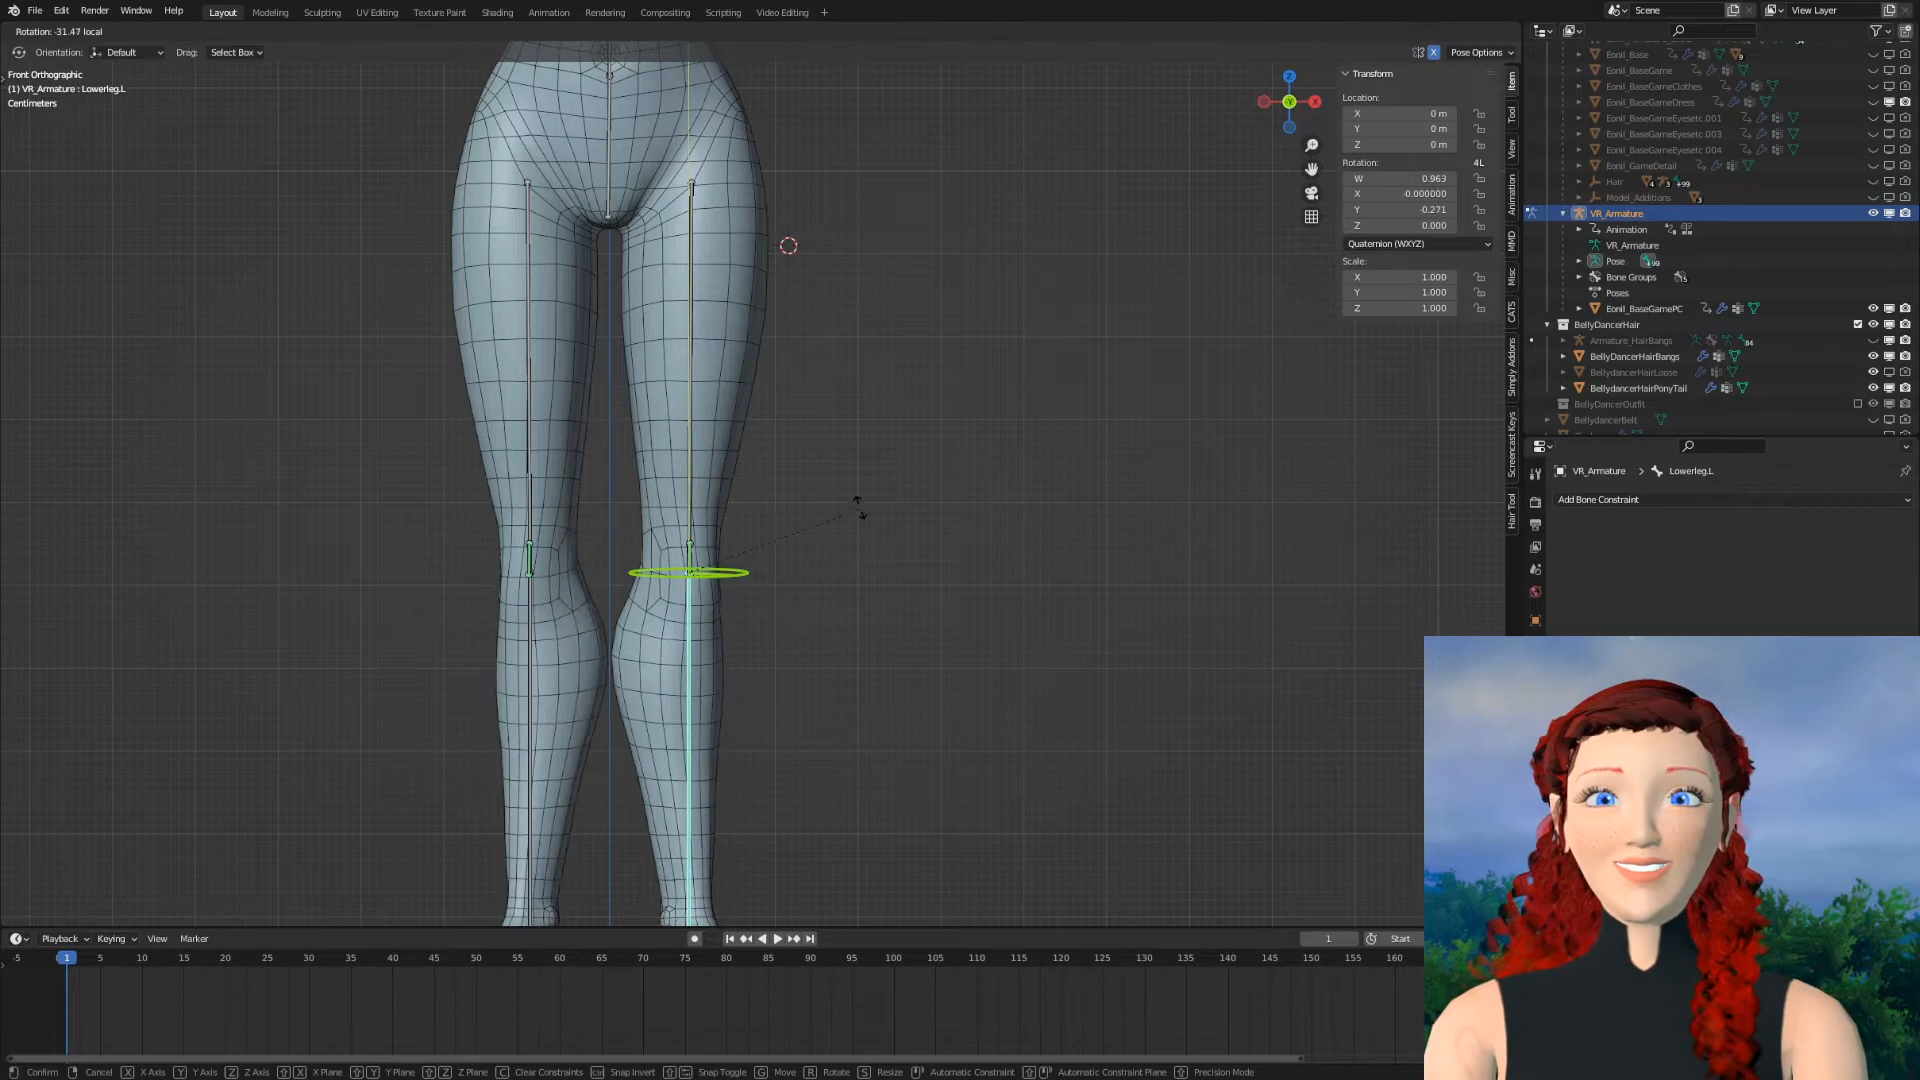 File Edit Render Window Help Layout Modeling Sculpting UV Editing Texture Paint Shading Animation Rendering Compositing Scripting Video Editing + Scene View Layer
Rotation: -31.47 local
Orientation: Default Drag: Select Box X Pose Options
Front Orthographic
(1) VR_Armature : Lowerleg.L
Centimeters
Transform
Location:
X 0 m
Y 0 m
Z 0 m
Rotation: 4L
W 0.963
X -0.000000
Y -0.271
Z 0.000
Quaternion (WXYZ)
Scale:
X 1.000
Y 1.000
Z 1.000
Item
Tool
View
Animation
MMD
Misc
CATS
Simply Addons
Screencast Keys
Hair Tool
Z
X
Y
Eonil_Base 9
Eonil_BaseGame
Eonil_BaseGameClothes
Eonil_BaseGameDress
Eonil_BaseGameEyesetc.001
Eonil_BaseGameEyesetc.003
Eonil_BaseGameEyesetc.004
Eonil_GameDetail
Hair 4 3 +99
Model_Additions 3
VR_Armature
Animation
VR_Armature
Pose +99
Bone Groups 5
Poses
Eonil_BaseGamePC
BellyDancerHair
Armature_HairBangs 84
BellyDancerHairBangs
BellydancerHairLoose
BellydancerHairPonyTail
BellyDancerOutfit
BellydancerBelt
VR_Armature > Lowerleg.L
Add Bone Constraint
Playback Keying View Marker 1 Start
-5 1 5 10 15 20 25 30 35 40 45 50 55 60 65 70 75 80 85 90 95 100 105 110 115 120 125 130 135 140 145 150 155 160
Confirm Cancel X X Axis Y Y Axis Z Z Axis X X Plane Y Y Plane Z Z Plane C Clear Constraints Ctrl Snap Invert Snap Toggle G Move R Rotate S Resize Automatic Constraint Automatic Constraint Plane Precision Mode